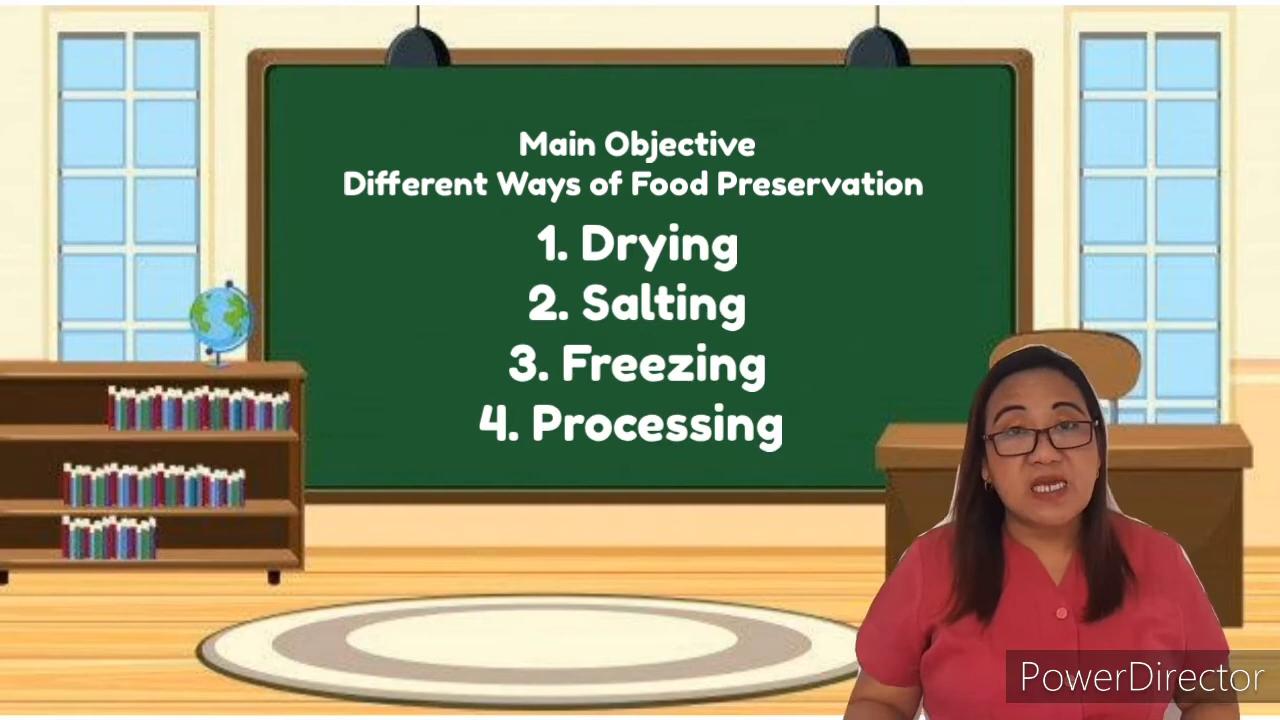 Main Objective
Different Ways of Food Preservation
1. Drying
2. Salting
3. Freezing
4. Processing
PowerDirector